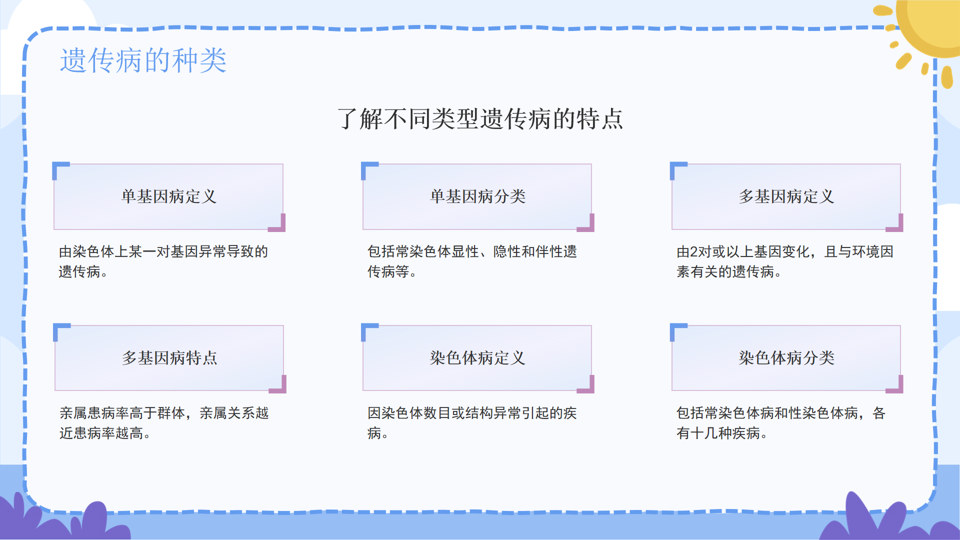 遗传病的种类
了解不同类型遗传病的特点
单基因病定义
由染色体上某一对基因异常导致的
遗传病。
单基因病分类
包括常染色体显性、隐性和伴性遗
传病等。
多基因病定义
由2对或以上基因变化，且与环境因
素有关的遗传病。
多基因病特点
亲属患病率高于群体，亲属关系越
近患病率越高。
染色体病定义
因染色体数目或结构异常引起的疾
病。
染色体病分类
包括常染色体病和性染色体病，各
有十几种疾病。